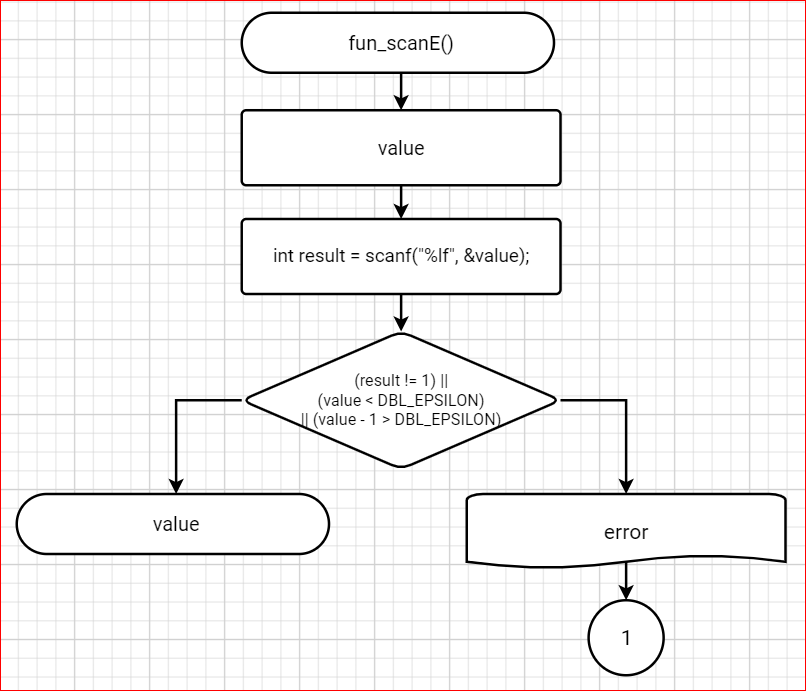 fun_scanE()
value
int result = scanf("%lf", &value);
(result != 1) ||
(value < DBL_EPSILON)
|| (value - 1 > DBL_EPSILON)
value
error
1